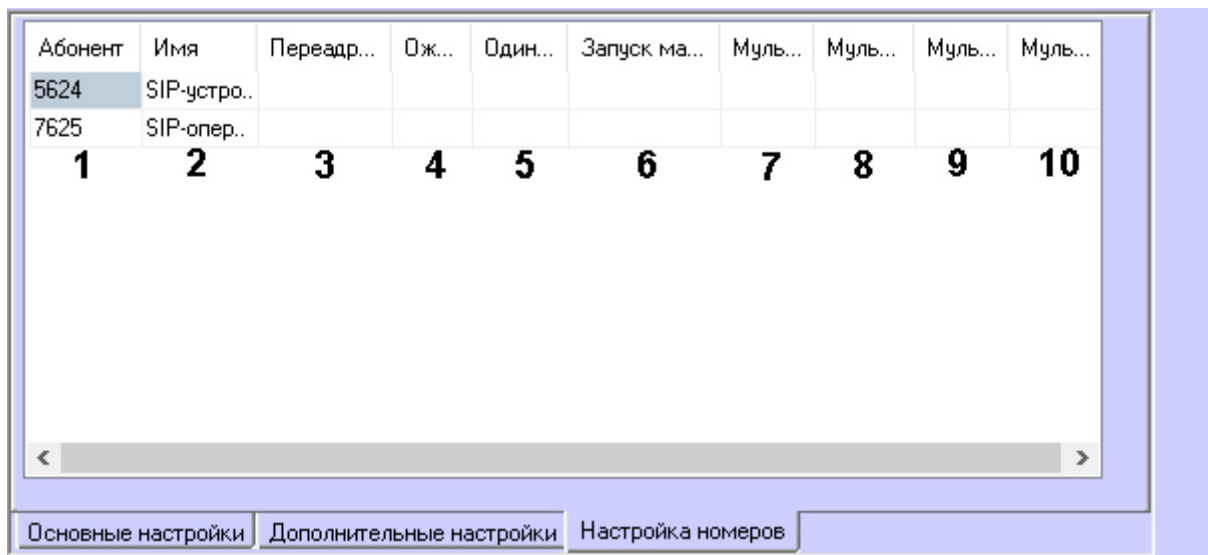 Абонент Имя Переадр... Ож... Один... Запуск ма... Муль... Муль... Муль... Муль...
5624 SIP-устро..
7625 SIP-опер..
1 2 3 4 5 6 7 8 9 10
Основные настройки Дополнительные настройки Настройка номеров